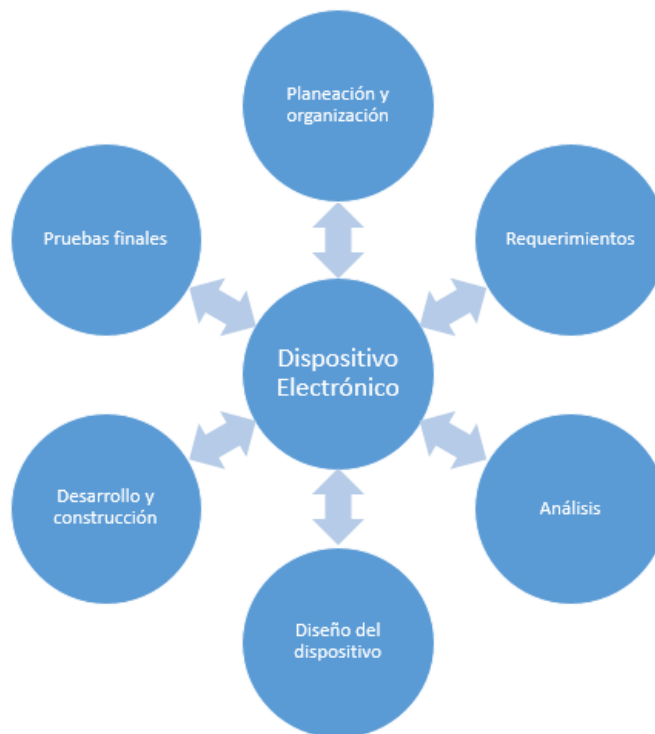 Planeación y
organización
Pruebas finales
Requerimientos
Dispositivo
Electrónico
Desarrollo y
construcción
Análisis
Diseño del
dispositivo